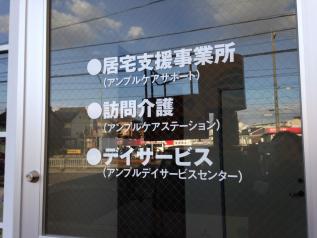 ●居宅支援事業所
（アンプルケアサポート）
●訪問介護
（アンプルケアステーション）
●デイサービス
（アンプルデイサービスセンター）